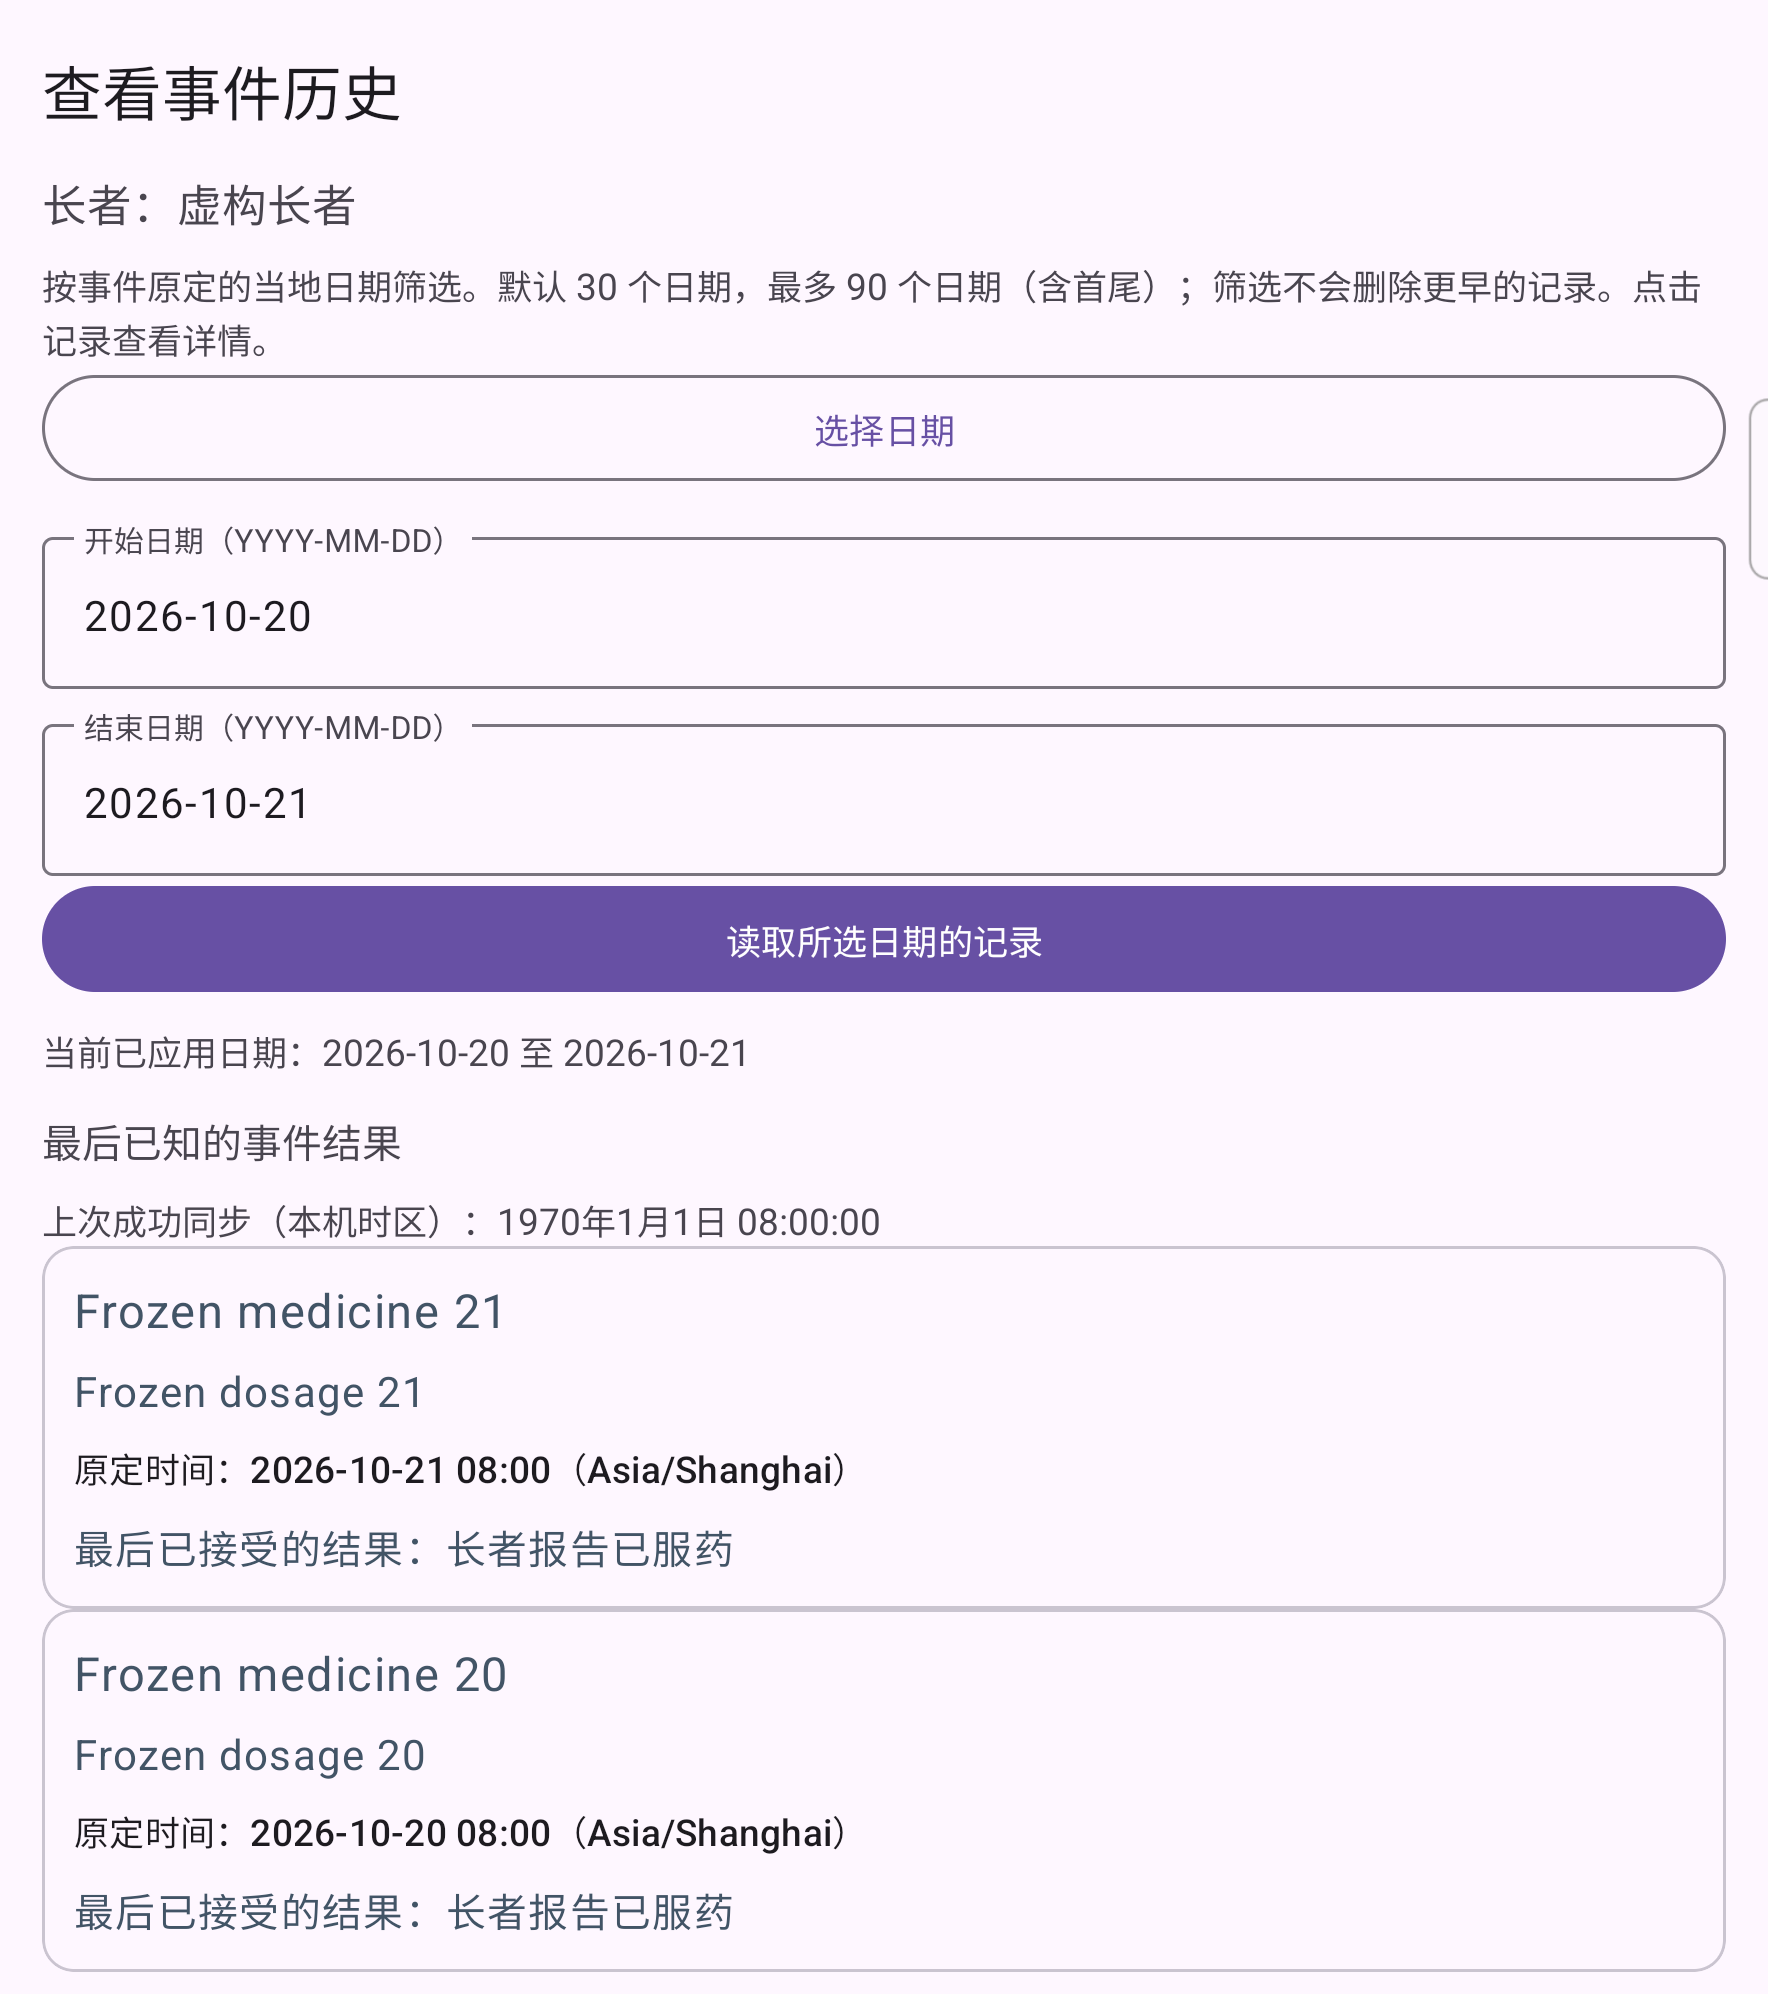 查看事件历史
长者：虚构长者
按事件原定的当地日期筛选。默认 30 个日期，最多 90 个日期（含首尾）；筛选不会删除更早的记录。点击
记录查看详情。
选择日期
开始日期（YYYY-MM-DD）
2026-10-20
结束日期（YYYY-MM-DD）
2026-10-21
读取所选日期的记录
当前已应用日期：2026-10-20 至 2026-10-21
最后已知的事件结果
上次成功同步（本机时区）：1970年1月1日 08:00:00
Frozen medicine 21
Frozen dosage 21
原定时间：2026-10-21 08:00（Asia/Shanghai）
最后已接受的结果：长者报告已服药
Frozen medicine 20
Frozen dosage 20
原定时间：2026-10-20 08:00（Asia/Shanghai）
最后已接受的结果：长者报告已服药